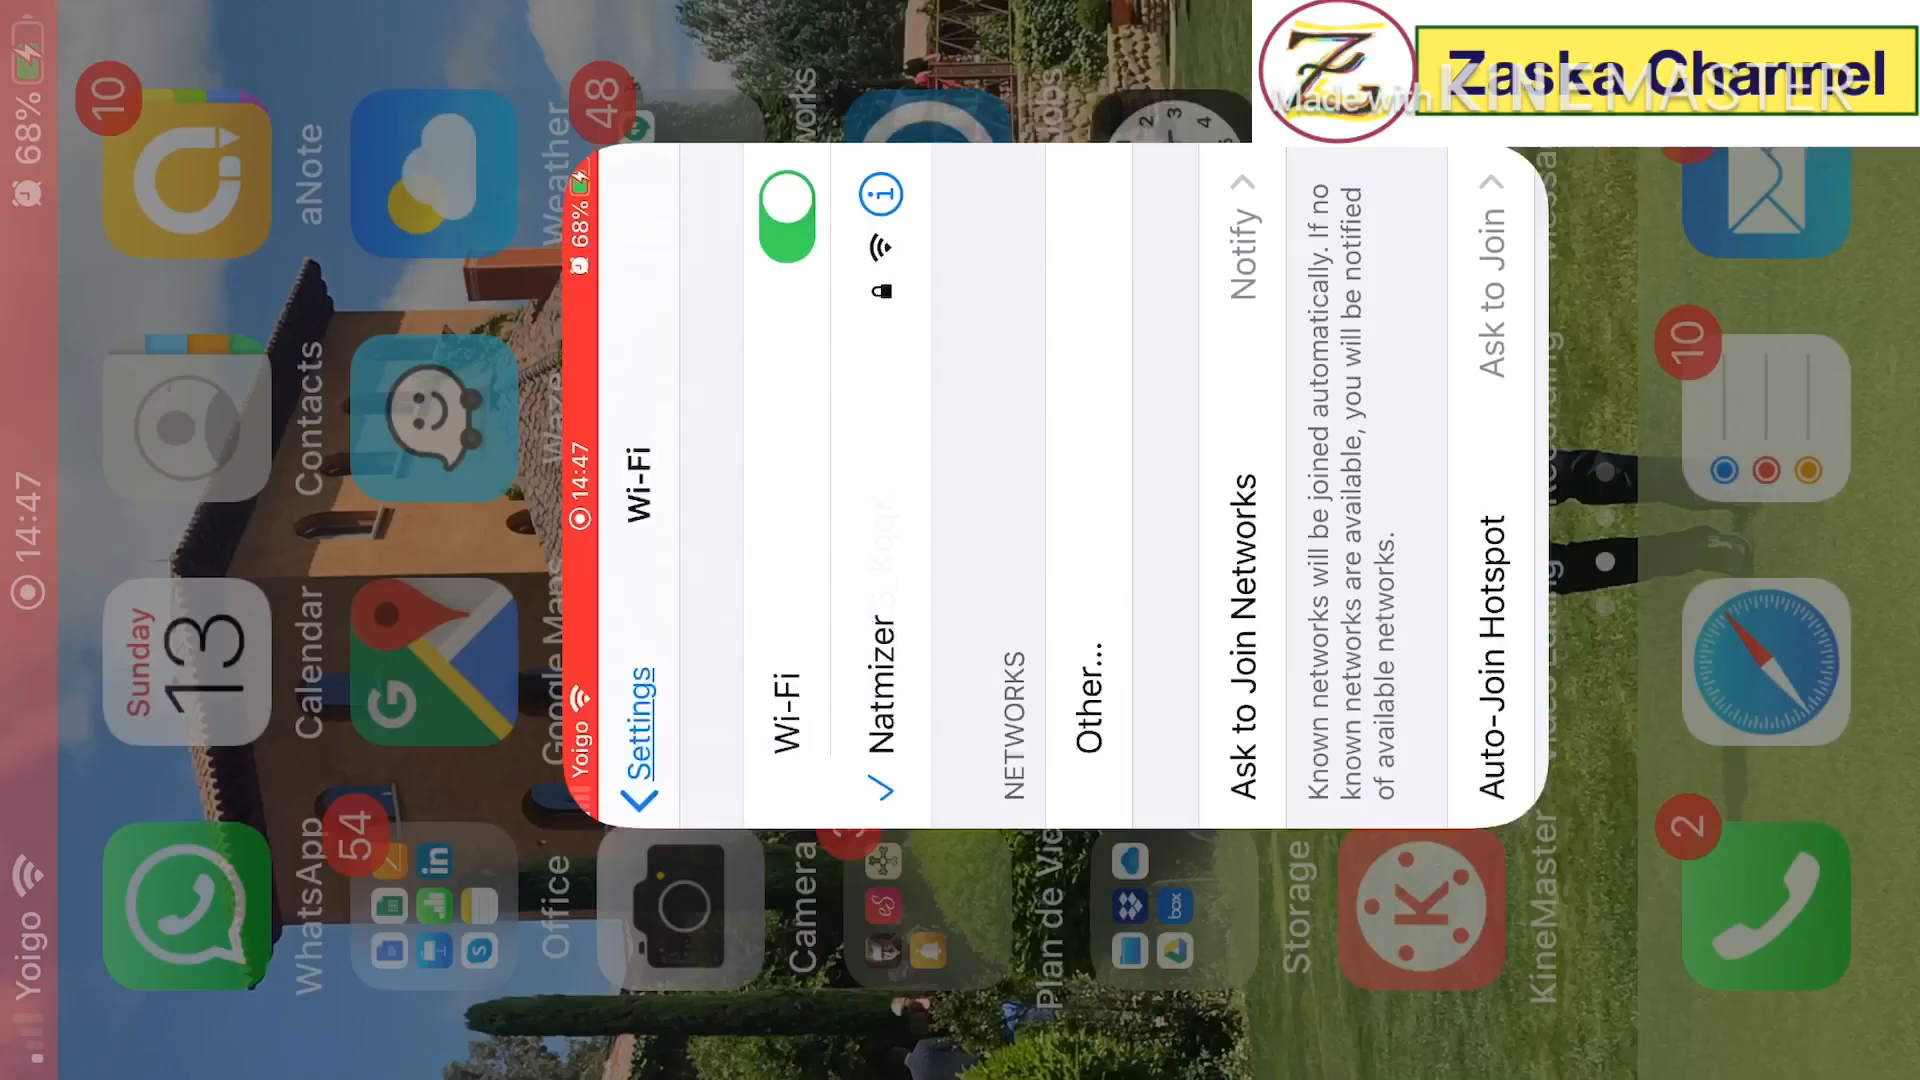 Zaska Channel
Made with KINEMASTER
Yoigo
14:47
68%
10
aNote
Contacts
Sunday
13
Calendar
WhatsApp
Weather
Waze
Google Maps
54
Office
48
Camera
Plan de Vid
Storage
KineMaster
10
2
Yoigo
14:47
68%
Settings
Wi-Fi
Wi-Fi
Natmizer
NETWORKS
Other...
Ask to Join Networks
Notify
Known networks will be joined automatically. If no
known networks are available, you will be notified
of available networks.
Auto-Join Hotspot
Ask to Join